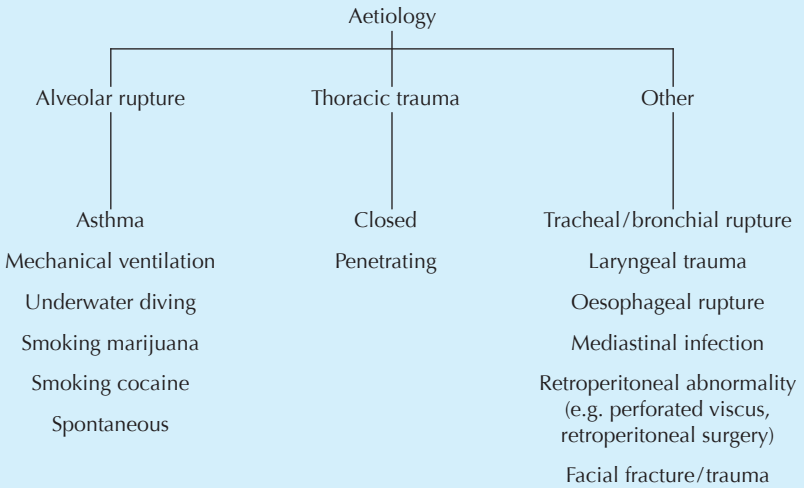 Aetiology
Alveolar rupture
Thoracic trauma
Other
Asthma
Mechanical ventilation
Underwater diving
Smoking marijuana
Smoking cocaine
Spontaneous
Closed
Penetrating
Tracheal/bronchial rupture
Laryngeal trauma
Oesophageal rupture
Mediastinal infection
Retroperitoneal abnormality
(e.g. perforated viscus,
retroperitoneal surgery)
Facial fracture/trauma